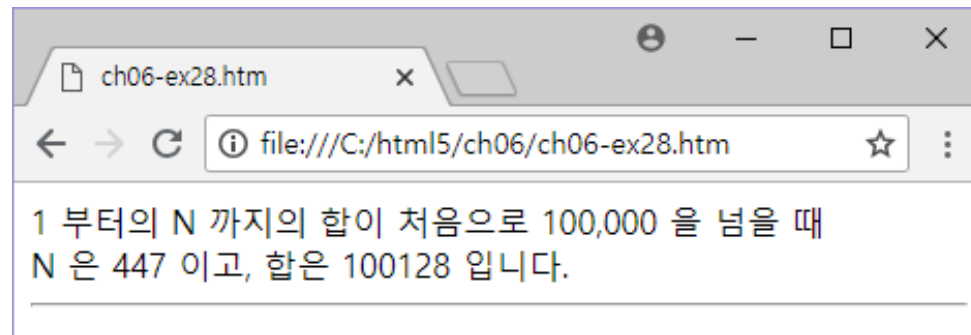 ch06-ex28.htm
file:///C:/html5/ch06/ch06-ex28.htm
1 부터의 N 까지의 합이 처음으로 100,000 을 넘을 때
N 은 447 이고, 합은 100128 입니다.